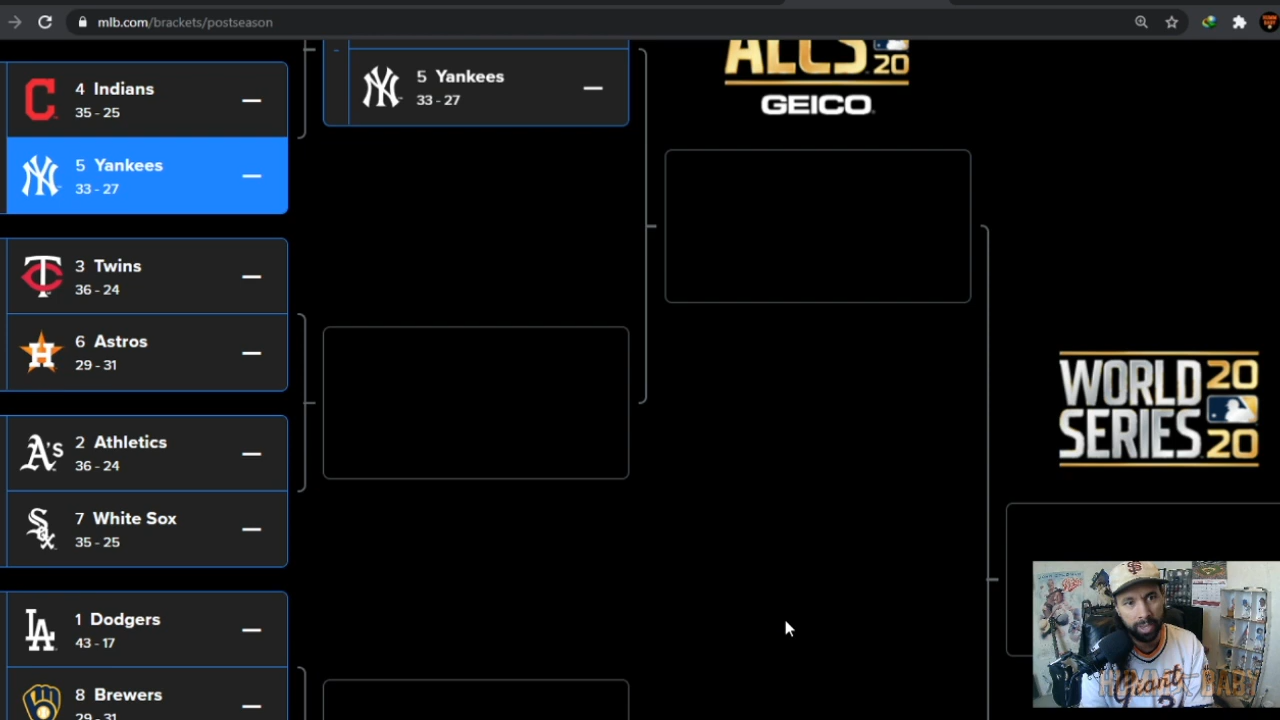 mlb.com/brackets/postseason
4 Indians
35 - 25
5 Yankees
33 - 27
3 Twins
36 - 24
6 Astros
29 - 31
2 Athletics
36 - 24
7 White Sox
35 - 25
1 Dodgers
43 - 17
8 Brewers
29 - 31
5 Yankees
33 - 27
ALCS 20
GEICO
WORLD 20
SERIES 20